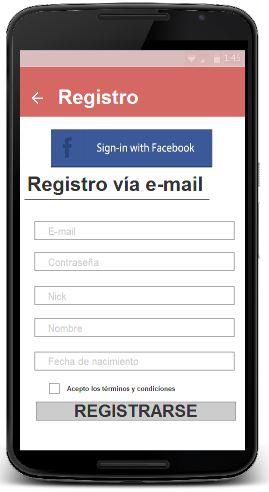 1:45
Registro
f
Sign-in with Facebook
Registro vía e-mail
E-mail
Contraseña
Nick
Nombre
Fecha de nacimiento
Acepto los términos y condiciones
REGISTRARSE